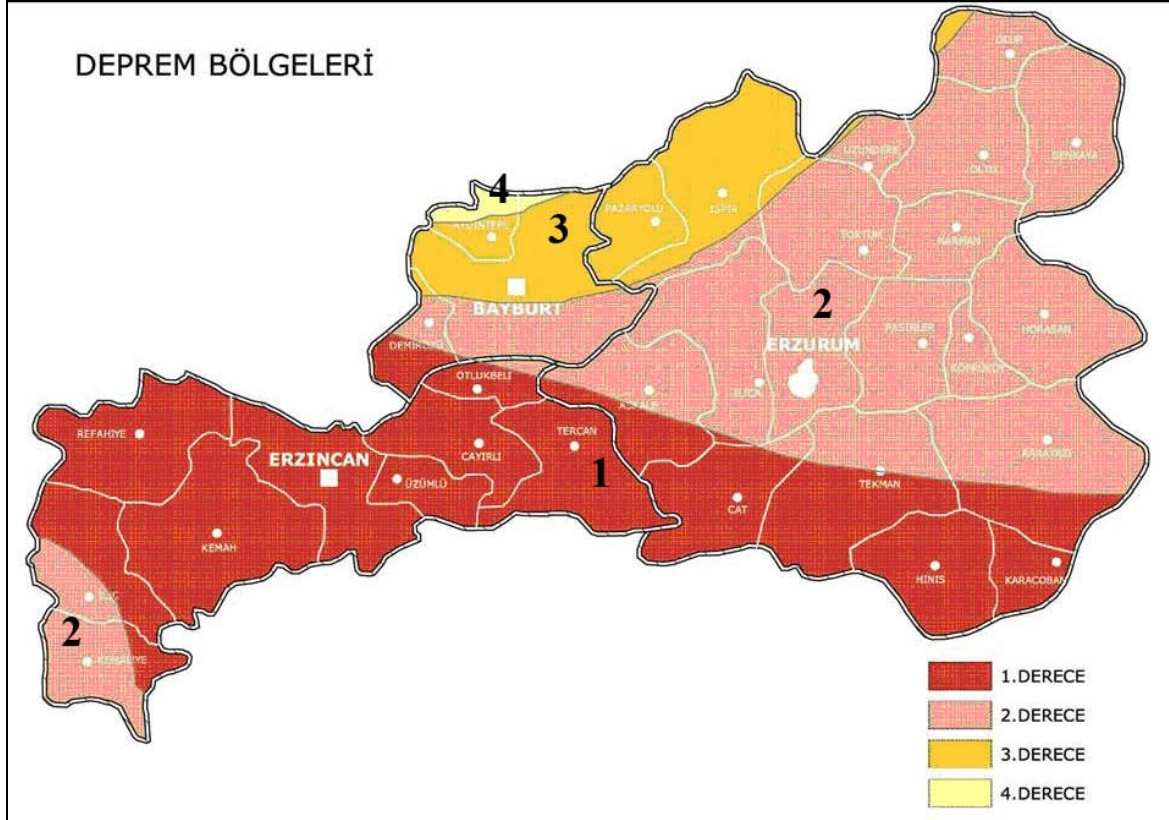 DEPREM BÖLGELERİ
OLUR
UZUNDERE
OLTU
ŞENKAYA
4
PAZARYOLU
İSPİR
AYDINTEPE
3
TORTUM
NARMAN
2
BAYBURT
PASİNLER
HORASAN
DEMİRÖZÜ
ERZURUM
KÖPRÜKÖY
OTLUKBELİ
AŞKALE
ILICA
REFAHİYE
TERCAN
KARAYAZI
ERZİNCAN
ÇAYIRLI
1
ÜZÜMLÜ
TEKMAN
ÇAT
KEMAH
HINIS
KARAÇOBAN
2
KEMALİYE
1.DERECE
2.DERECE
3.DERECE
4.DERECE